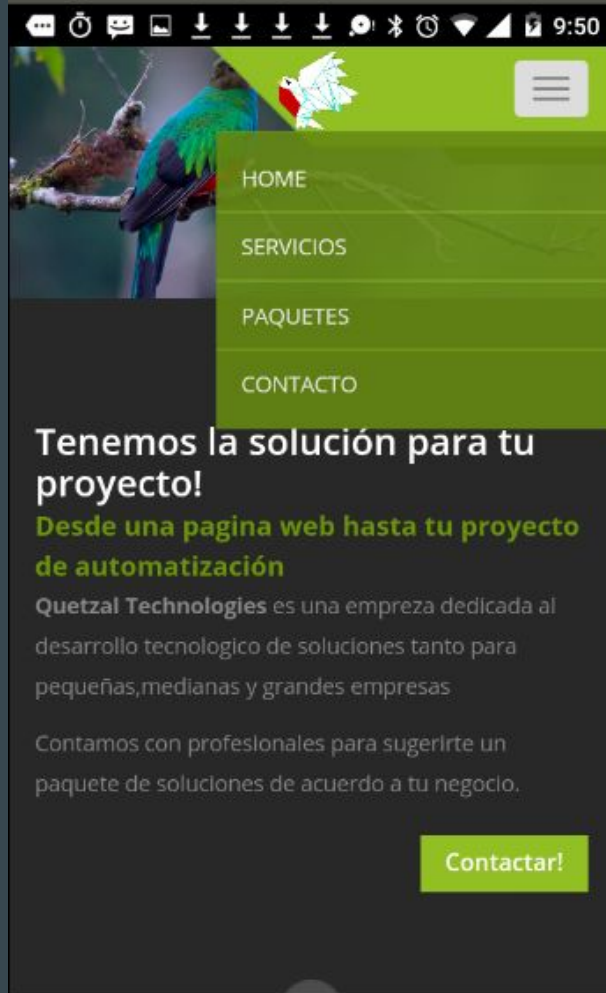 9:50
HOME
SERVICIOS
PAQUETES
CONTACTO
Tenemos la solución para tu
proyecto!
Desde una pagina web hasta tu proyecto
de automatización
Quetzal Technologies es una empreza dedicada al
desarrollo tecnologico de soluciones tanto para
pequeñas,medianas y grandes empresas
Contamos con profesionales para sugerirte un
paquete de soluciones de acuerdo a tu negocio.
Contactar!